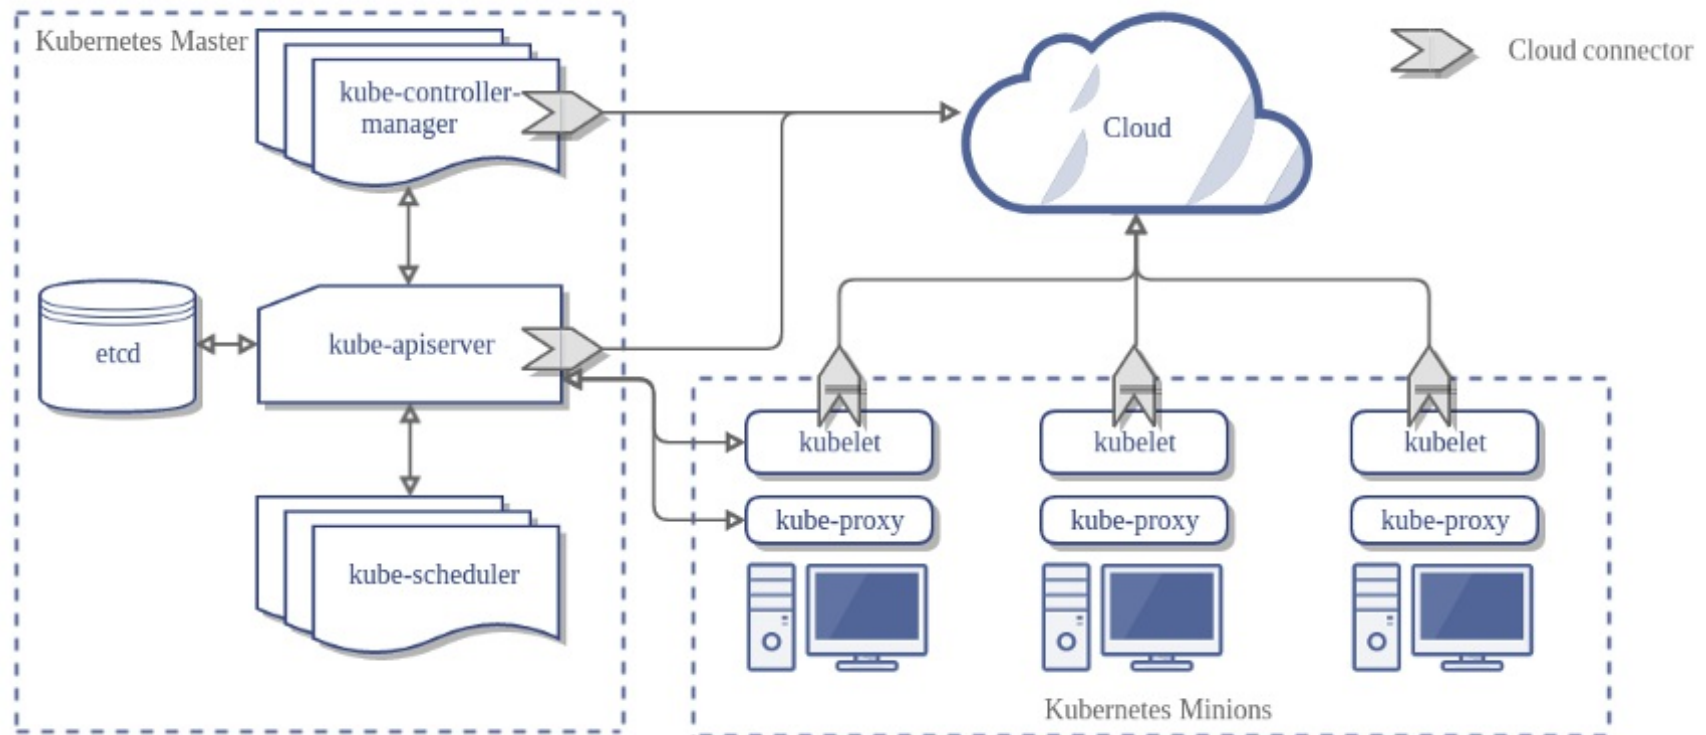 Kubernetes Master
kube-controller-
manager
Cloud
Cloud connector
etcd
kube-apiserver
kube-scheduler
kubelet
kubelet
kubelet
kube-proxy
kube-proxy
kube-proxy
Kubernetes Minions